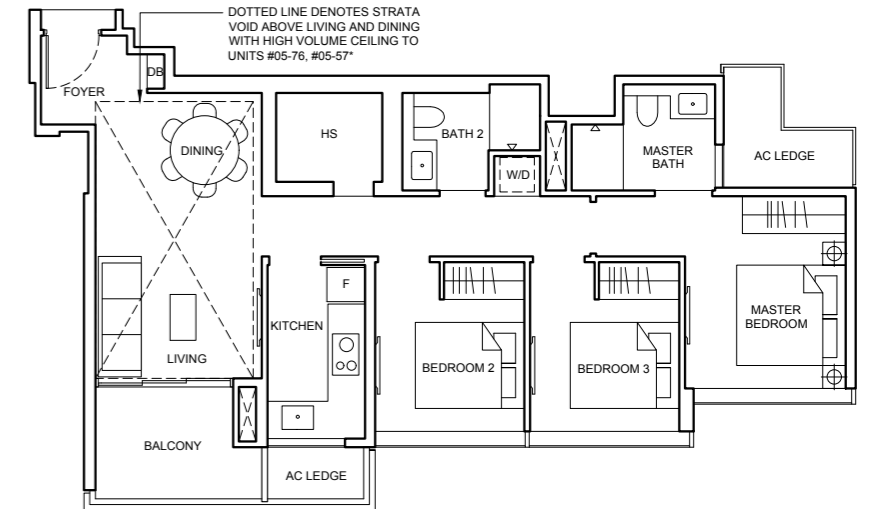 DOTTED LINE DENOTES STRATA
VOID ABOVE LIVING AND DINING
WITH HIGH VOLUME CEILING TO
UNITS #05-76, #05-57*
DB
FOYER
HS
BATH 2
DINING
MASTER
BATH
AC LEDGE
W/D
F
KITCHEN
MASTER
BEDROOM
LIVING
BEDROOM 2
BEDROOM 3
BALCONY
AC LEDGE